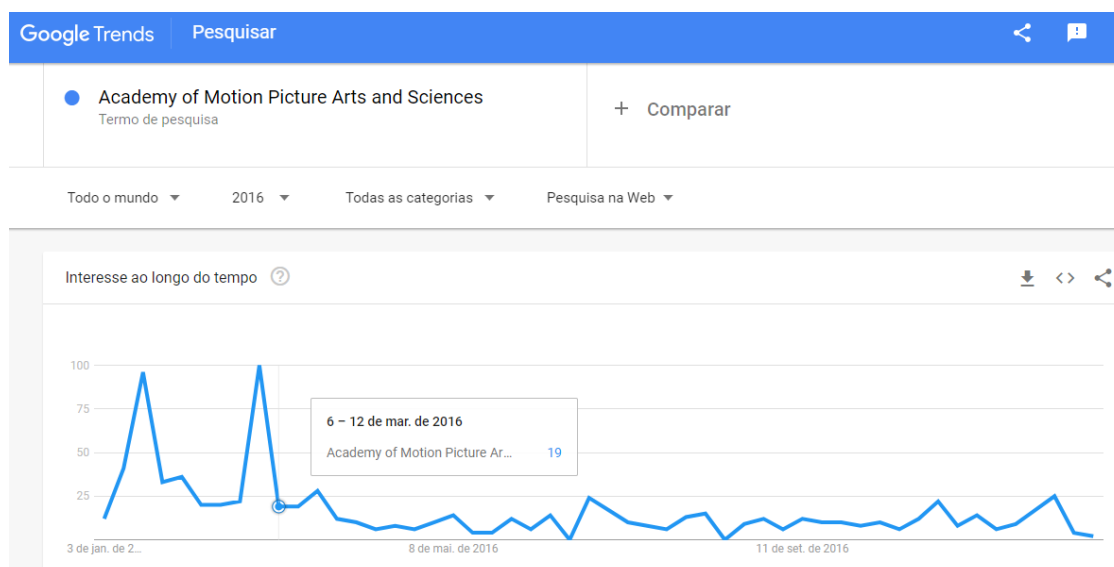 Google Trends Pesquisar
Academy of Motion Picture Arts and Sciences
Termo de pesquisa
+ Comparar
Todo o mundo 2016 Todas as categorias Pesquisa na Web
Interesse ao longo do tempo ?
100
75
50
25
6 – 12 de mar. de 2016
Academy of Motion Picture Ar... 19
3 de jan. de 2... 8 de mai. de 2016 11 de set. de 2016